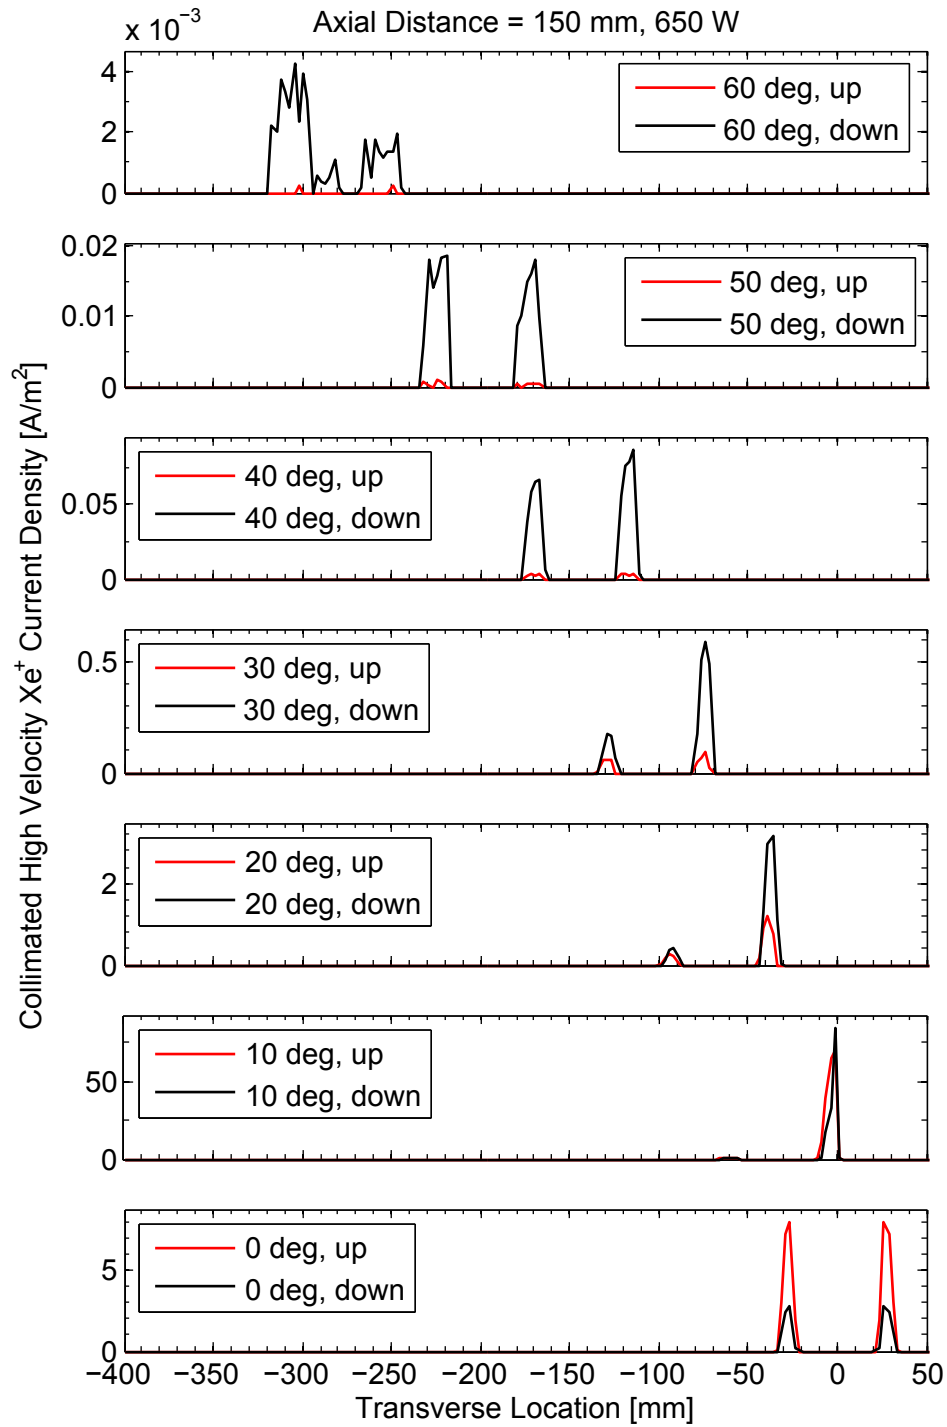 Axial Distance = 150 mm, 650 W
x 10⁻³
4
2
0
60 deg, up
60 deg, down
0.02
0.01
0
50 deg, up
50 deg, down
0.05
0
40 deg, up
40 deg, down
0.5
0
30 deg, up
30 deg, down
2
0
20 deg, up
20 deg, down
50
0
10 deg, up
10 deg, down
5
0
0 deg, up
0 deg, down
−400 −350 −300 −250 −200 −150 −100 −50 0 50
Transverse Location [mm]
Collimated High Velocity Xe⁺ Current Density [A/m²]